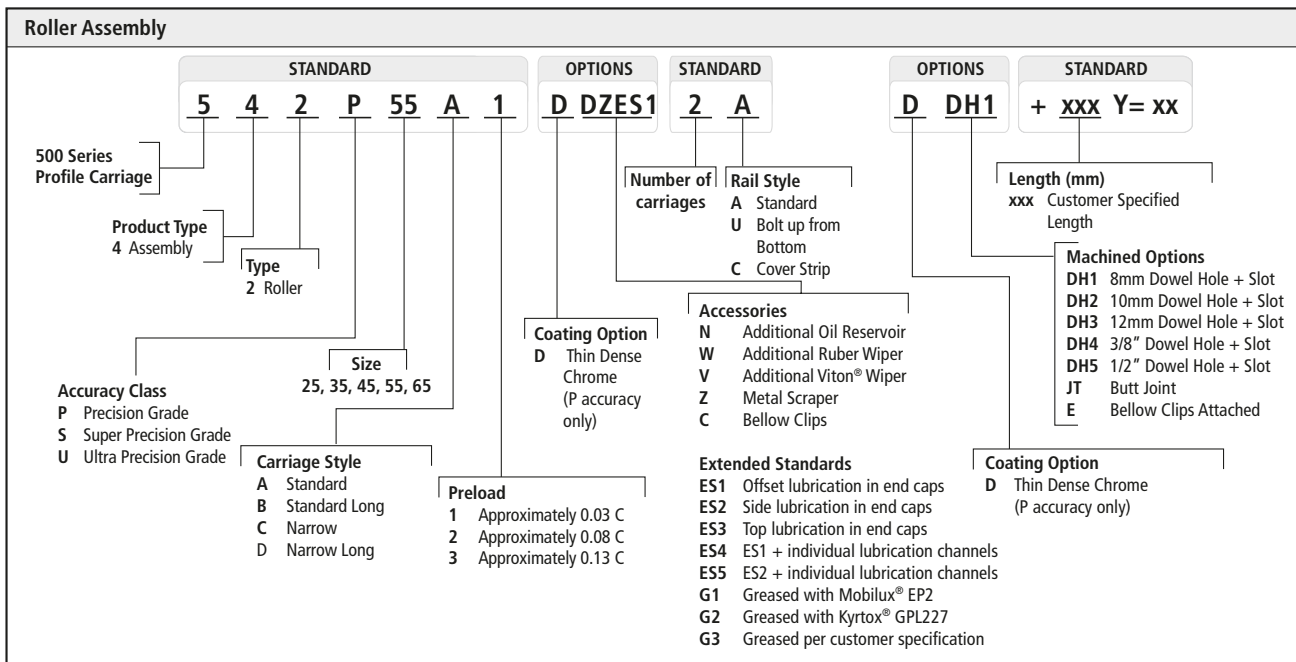 Roller Assembly
STANDARD OPTIONS STANDARD OPTIONS STANDARD
5 4 2 P 55 A 1 D DZES1 2 A D DH1 + xxx Y= xx
500 Series
Profile Carriage
Product Type
4 Assembly
Type
2 Roller
Accuracy Class
P Precision Grade
S Super Precision Grade
U Ultra Precision Grade
Size
25, 35, 45, 55, 65
Carriage Style
A Standard
B Standard Long
C Narrow
D Narrow Long
Preload
1 Approximately 0.03 C
2 Approximately 0.08 C
3 Approximately 0.13 C
Coating Option
D Thin Dense
Chrome
(P accuracy
only)
Number of
carriages
Rail Style
A Standard
U Bolt up from
Bottom
C Cover Strip
Accessories
N Additional Oil Reservoir
W Additional Ruber Wiper
V Additional Viton® Wiper
Z Metal Scraper
C Bellow Clips
Extended Standards
ES1 Offset lubrication in end caps
ES2 Side lubrication in end caps
ES3 Top lubrication in end caps
ES4 ES1 + individual lubrication channels
ES5 ES2 + individual lubrication channels
G1 Greased with Mobilux® EP2
G2 Greased with Kyrtox® GPL227
G3 Greased per customer specification
Length (mm)
xxx Customer Specified
Length
Machined Options
DH1 8mm Dowel Hole + Slot
DH2 10mm Dowel Hole + Slot
DH3 12mm Dowel Hole + Slot
DH4 3/8” Dowel Hole + Slot
DH5 1/2” Dowel Hole + Slot
JT Butt Joint
E Bellow Clips Attached
Coating Option
D Thin Dense Chrome
(P accuracy only)